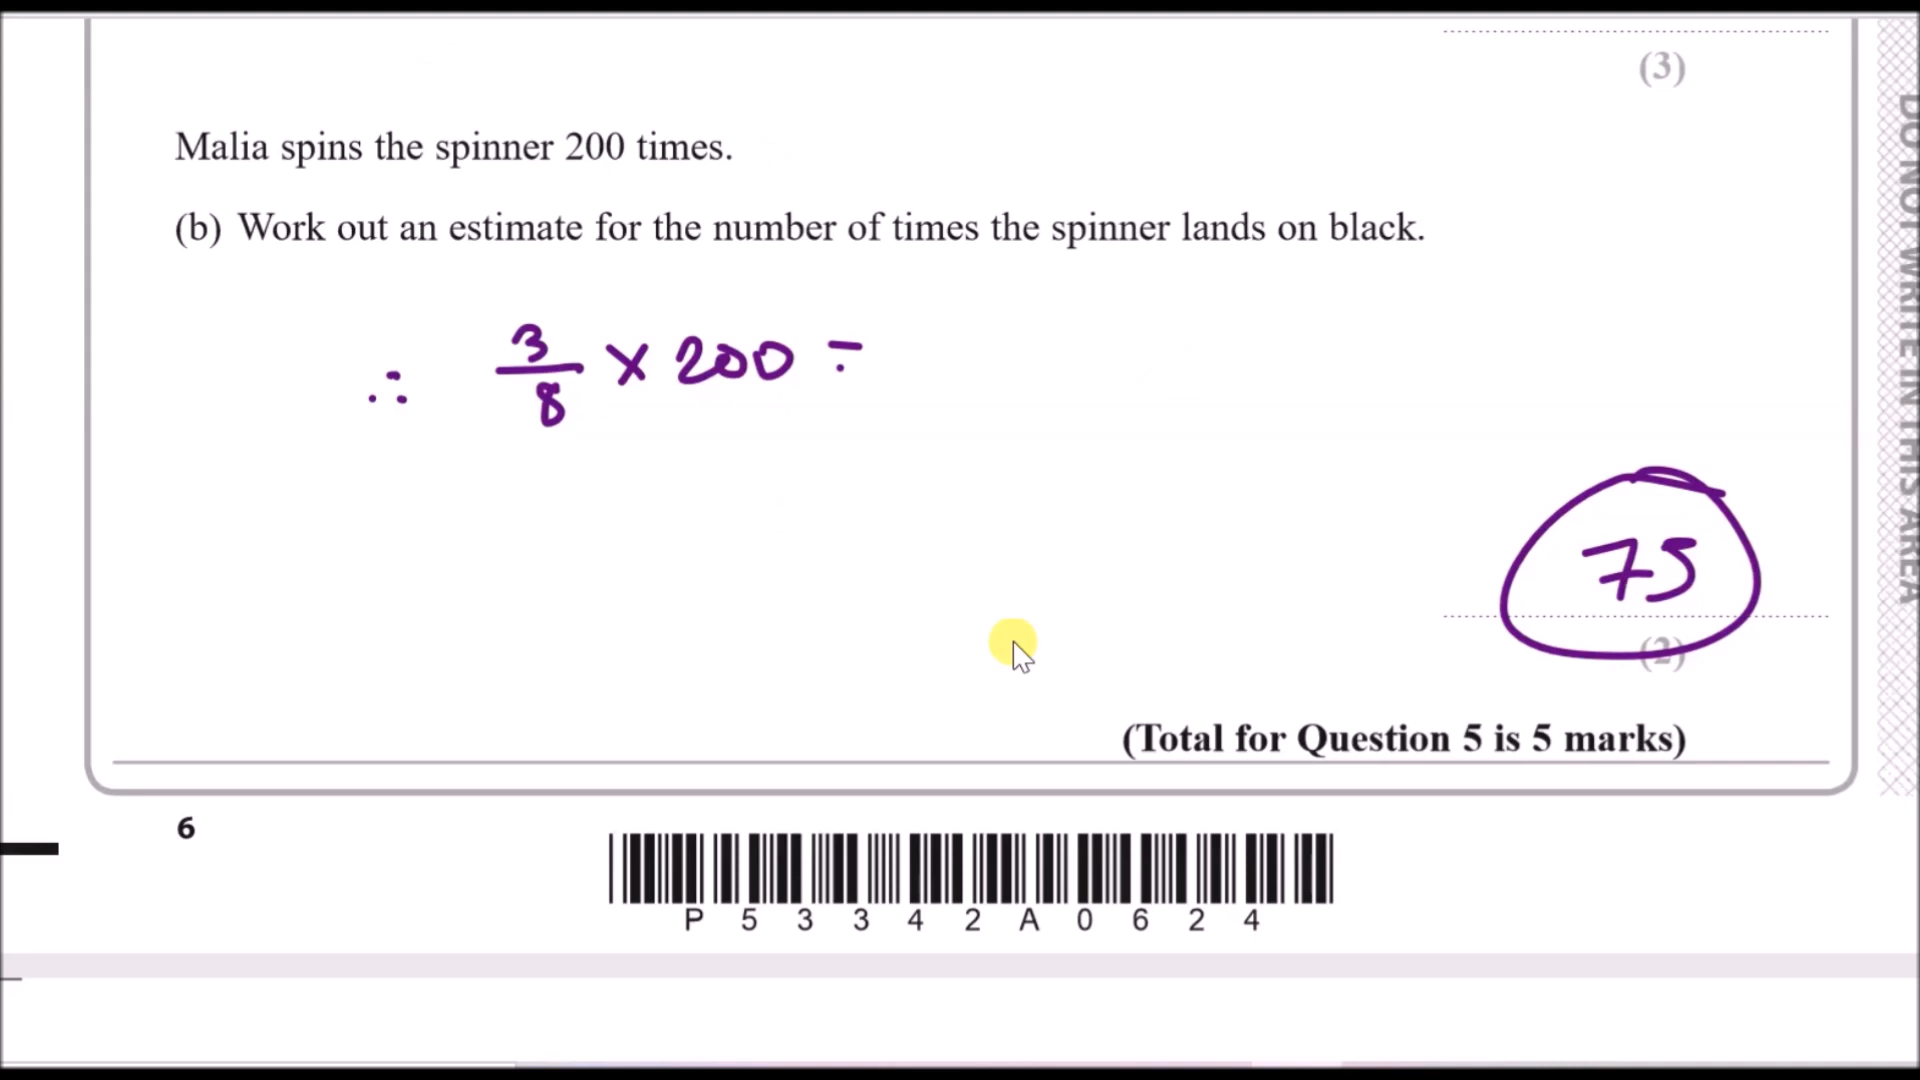 (3)
Malia spins the spinner 200 times.
(b) Work out an estimate for the number of times the spinner lands on black.
∴ 3/8 × 200 =
75
(2)
(Total for Question 5 is 5 marks)
6
P 5 3 3 4 2 A 0 6 2 4
DO NOT WRITE IN THIS AREA